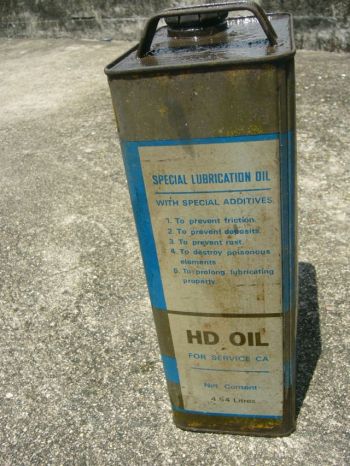 SPECIAL LUBRICATION OIL
WITH SPECIAL ADDITIVES
1. To prevent friction.
2. To prevent deposits.
3. To prevent rust.
4. To destroy poisonous
elements
5. To prolong lubricating
property.
HD OIL
FOR SERVICE CA
Net Content
4.54 Litres